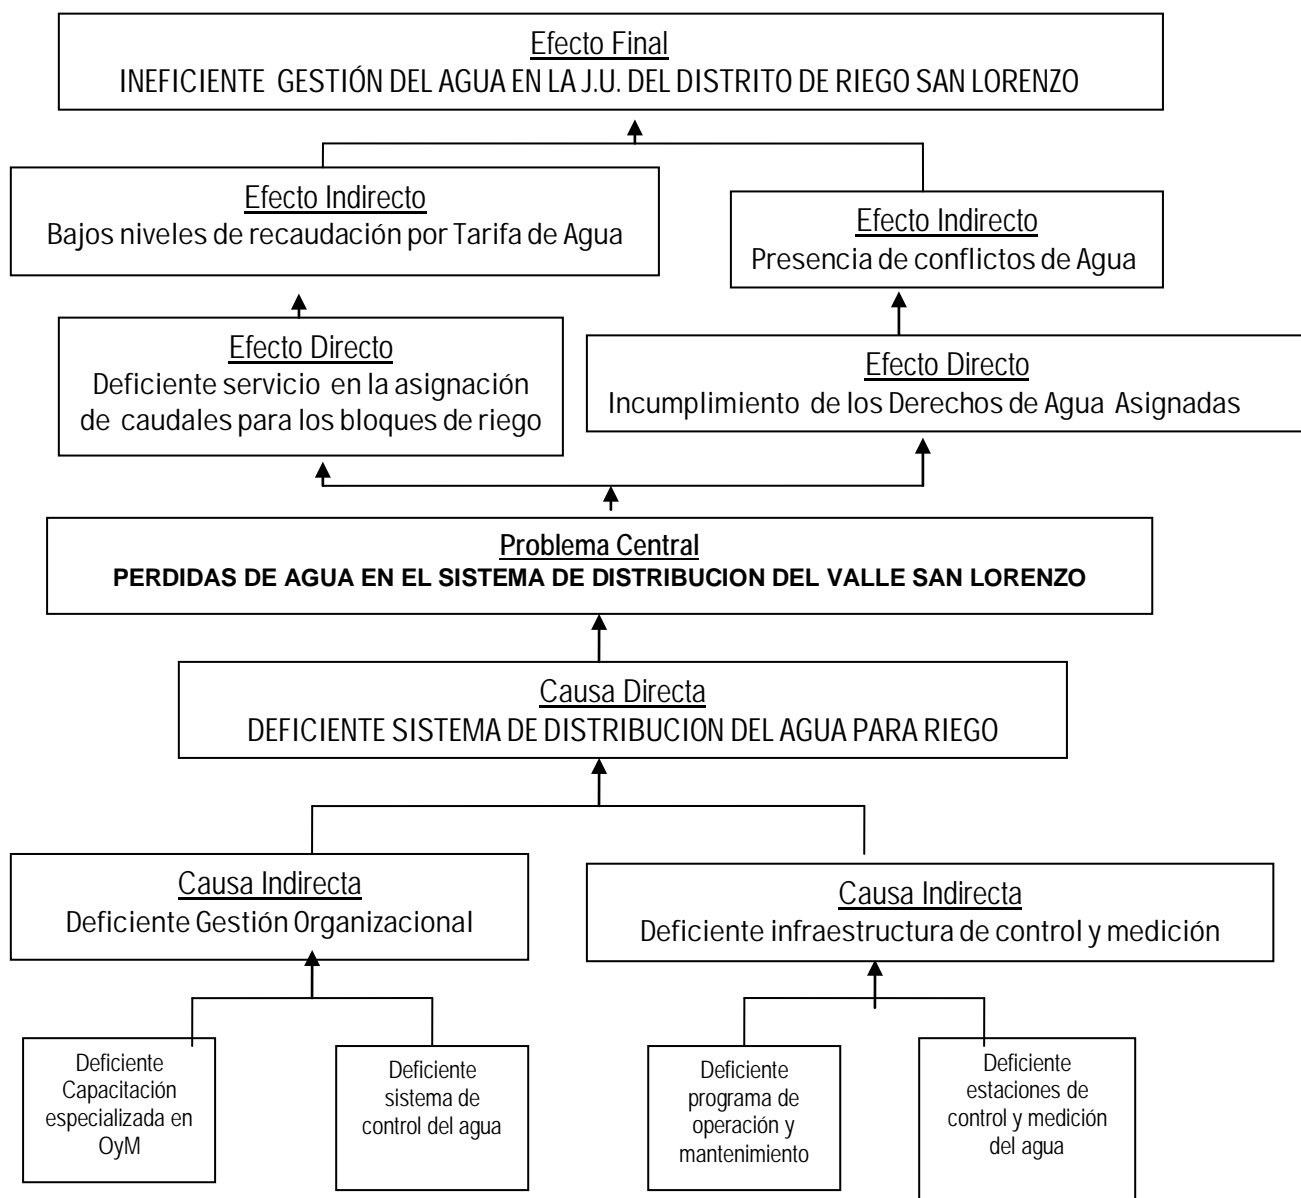 Efecto Final
INEFICIENTE GESTIÓN DEL AGUA EN LA J.U. DEL DISTRITO DE RIEGO SAN LORENZO
Efecto Indirecto
Bajos niveles de recaudación por Tarifa de Agua
Efecto Indirecto
Presencia de conflictos de Agua
Efecto Directo
Deficiente servicio en la asignación
de caudales para los bloques de riego
Efecto Directo
Incumplimiento de los Derechos de Agua Asignadas
Problema Central
PERDIDAS DE AGUA EN EL SISTEMA DE DISTRIBUCION DEL VALLE SAN LORENZO
Causa Directa
DEFICIENTE SISTEMA DE DISTRIBUCION DEL AGUA PARA RIEGO
Causa Indirecta
Deficiente Gestión Organizacional
Causa Indirecta
Deficiente infraestructura de control y medición
Deficiente
Capacitación
especializada en
OyM
Deficiente
sistema de
control del agua
Deficiente
programa de
operación y
mantenimiento
Deficiente
estaciones de
control y medición
del agua